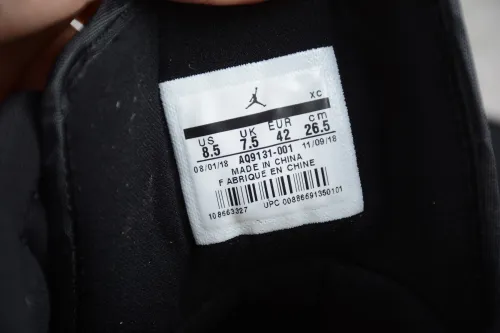 XC
US UK EUR cm
8.5 7.5 42 26.5
08/01/18 AQ9131-001 11/09/18
MADE IN CHINA
FABRIQUE EN CHINE
108663327 UPC 00886691350101